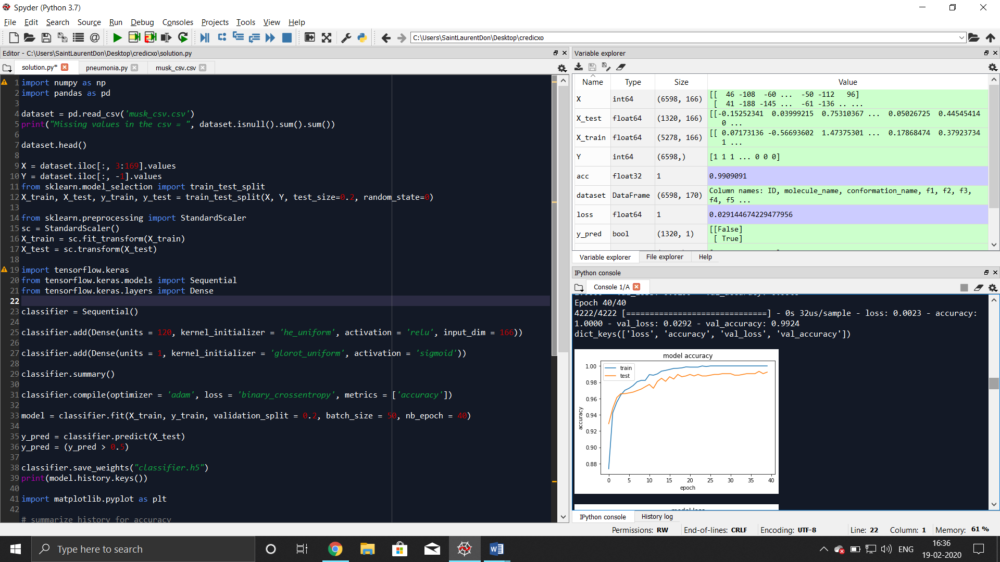 Spyder (Python 3.7)
File Edit Search Source Run Debug Consoles Projects Tools View Help
C:\Users\SaintLaurentDon\Desktop\credicxo
Editor - C:\Users\SaintLaurentDon\Desktop\credicxo\solution.py
solution.py* pneumonia.py musk_csv.csv
1 import numpy as np
2 import pandas as pd
3
4 dataset = pd.read_csv('musk_csv.csv')
5 print("Missing values in the csv = ", dataset.isnull().sum().sum())
6
7 dataset.head()
8
9 X = dataset.iloc[:, 3:169].values
10 Y = dataset.iloc[:, -1].values
11 from sklearn.model_selection import train_test_split
12 X_train, X_test, y_train, y_test = train_test_split(X, Y, test_size=0.2, random_state=0)
13
14 from sklearn.preprocessing import StandardScaler
15 sc = StandardScaler()
16 X_train = sc.fit_transform(X_train)
17 X_test = sc.transform(X_test)
18
19 import tensorflow.keras
20 from tensorflow.keras.models import Sequential
21 from tensorflow.keras.layers import Dense
22
23 classifier = Sequential()
24
25 classifier.add(Dense(units = 120, kernel_initializer = 'he_uniform', activation = 'relu', input_dim = 166))
26
27 classifier.add(Dense(units = 1, kernel_initializer = 'glorot_uniform', activation = 'sigmoid'))
28
29 classifier.summary()
30
31 classifier.compile(optimizer = 'adam', loss = 'binary_crossentropy', metrics = ['accuracy'])
32
33 model = classifier.fit(X_train, y_train, validation_split = 0.2, batch_size = 50, nb_epoch = 40)
34
35 y_pred = classifier.predict(X_test)
36 y_pred = (y_pred > 0.5)
37
38 classifier.save_weights("classifier.h5")
39 print(model.history.keys())
40
41 import matplotlib.pyplot as plt
42
# summarize history for accuracy
Variable explorer
Name Type Size Value
X int64 (6598, 166) [[ 46 -108 -60 ... -50 -112 96]
[ 41 -188 -145 ... -61 -136 .. ...
X_test float64 (1320, 166) [[-0.15252341 0.03999215 0.75310367 ... 0.05026725 0.44545414
0 ...
X_train float64 (5278, 166) [[ 0.07173136 -0.56693602 1.47375301 ... 0.17868474 0.37923734
1 ...
Y int64 (6598,) [1 1 1 ... 0 0 0]
acc float32 1 0.9909091
dataset DataFrame (6598, 170) Column names: ID, molecule_name, conformation_name, f1, f2, f3,
f4, f5 ...
loss float64 1 0.029144674229477956
y_pred bool (1320, 1) [[False]
[ True]
Variable explorer File explorer Help
IPython console
Console 1/A
Epoch 40/40
4222/4222 [==============================] - 0s 32us/sample - loss: 0.0023 - accuracy:
1.0000 - val_loss: 0.0292 - val_accuracy: 0.9924
dict_keys(['loss', 'accuracy', 'val_loss', 'val_accuracy'])
model accuracy
train
test
1.00
0.98
0.96
0.94
0.92
0.90
0.88
accuracy
0 5 10 15 20 25 30 35 40
epoch
IPython console History log
Permissions: RW End-of-lines: CRLF Encoding: UTF-8 Line: 22 Column: 1 Memory: 61 %
Type here to search
ENG
16:36
19-02-2020